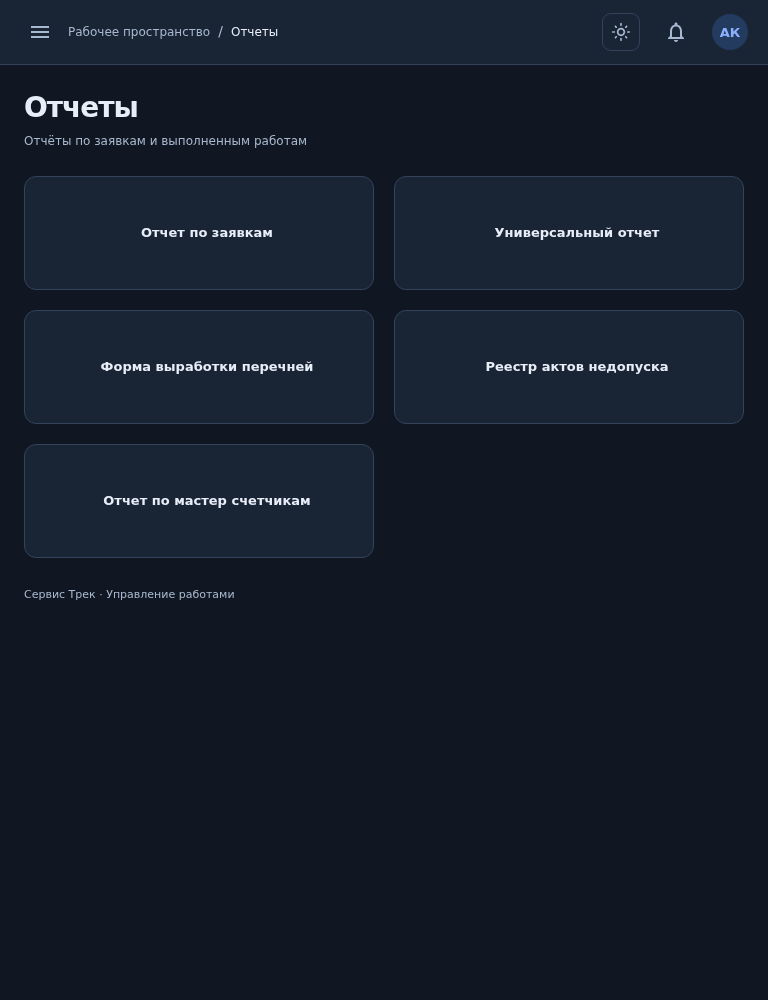 Рабочее пространство / Отчеты
АК
Отчеты
Отчёты по заявкам и выполненным работам
Отчет по заявкам
Универсальный отчет
Форма выработки перечней
Реестр актов недопуска
Отчет по мастер счетчикам
Сервис Трек · Управление работами